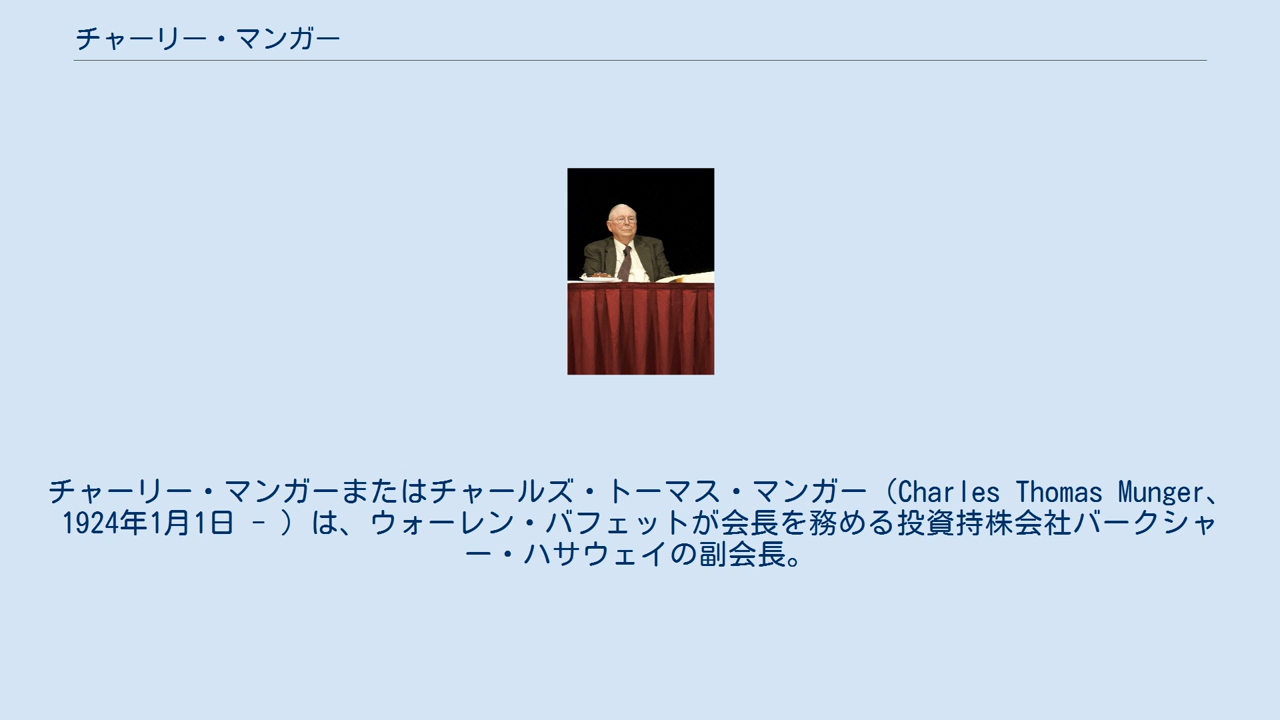 チャーリー・マンガー
チャーリー・マンガーまたはチャールズ・トーマス・マンガー（Charles Thomas Munger、
1924年1月1日 - ）は、ウォーレン・バフェットが会長を務める投資持株会社バークシャ
ー・ハサウェイの副会長。